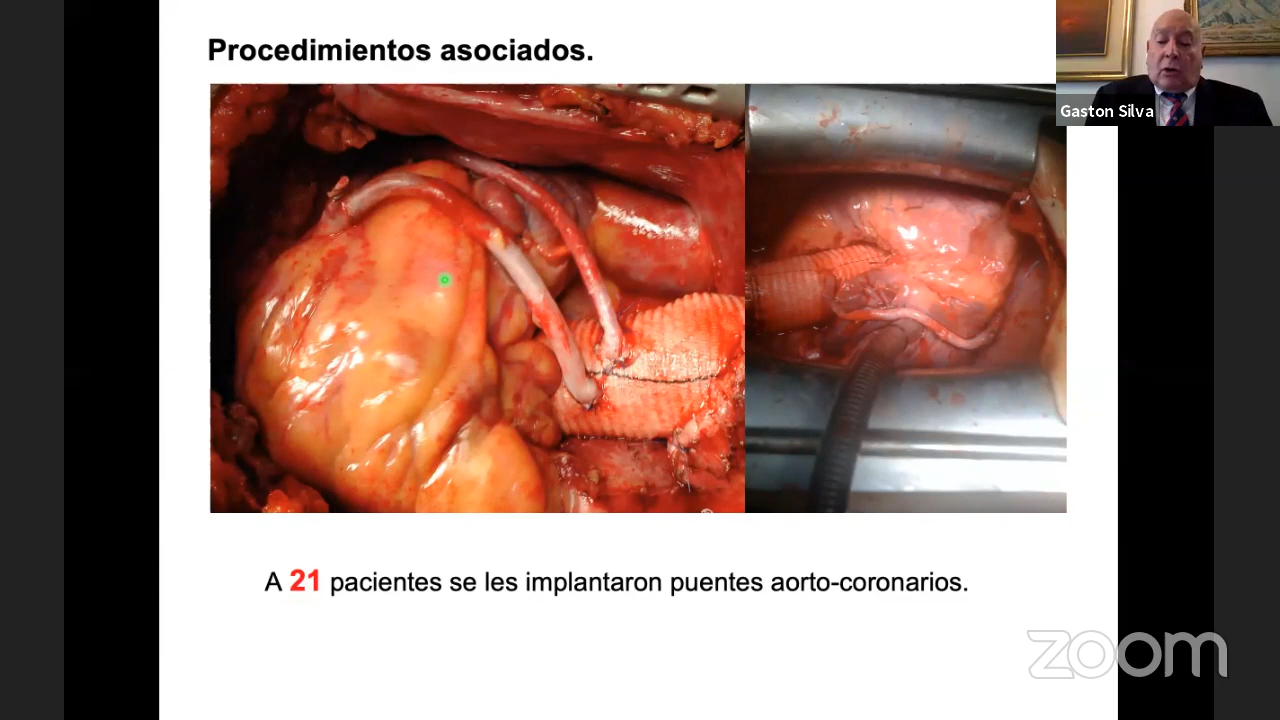 Procedimientos asociados.
Gaston Silva
A 21 pacientes se les implantaron puentes aorto-coronarios.
zoom